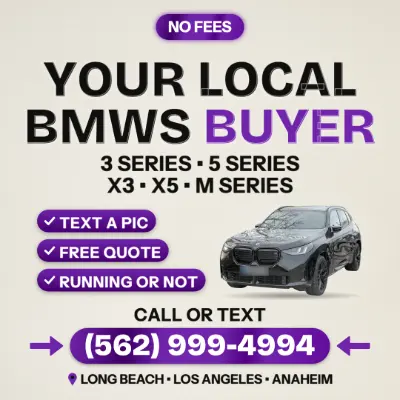 NO FEES
YOUR LOCAL
BMWS BUYER
3 SERIES • 5 SERIES
X3 • X5 • M SERIES
TEXT A PIC
FREE QUOTE
RUNNING OR NOT
CALL OR TEXT
(562) 999-4994
LONG BEACH • LOS ANGELES • ANAHEIM